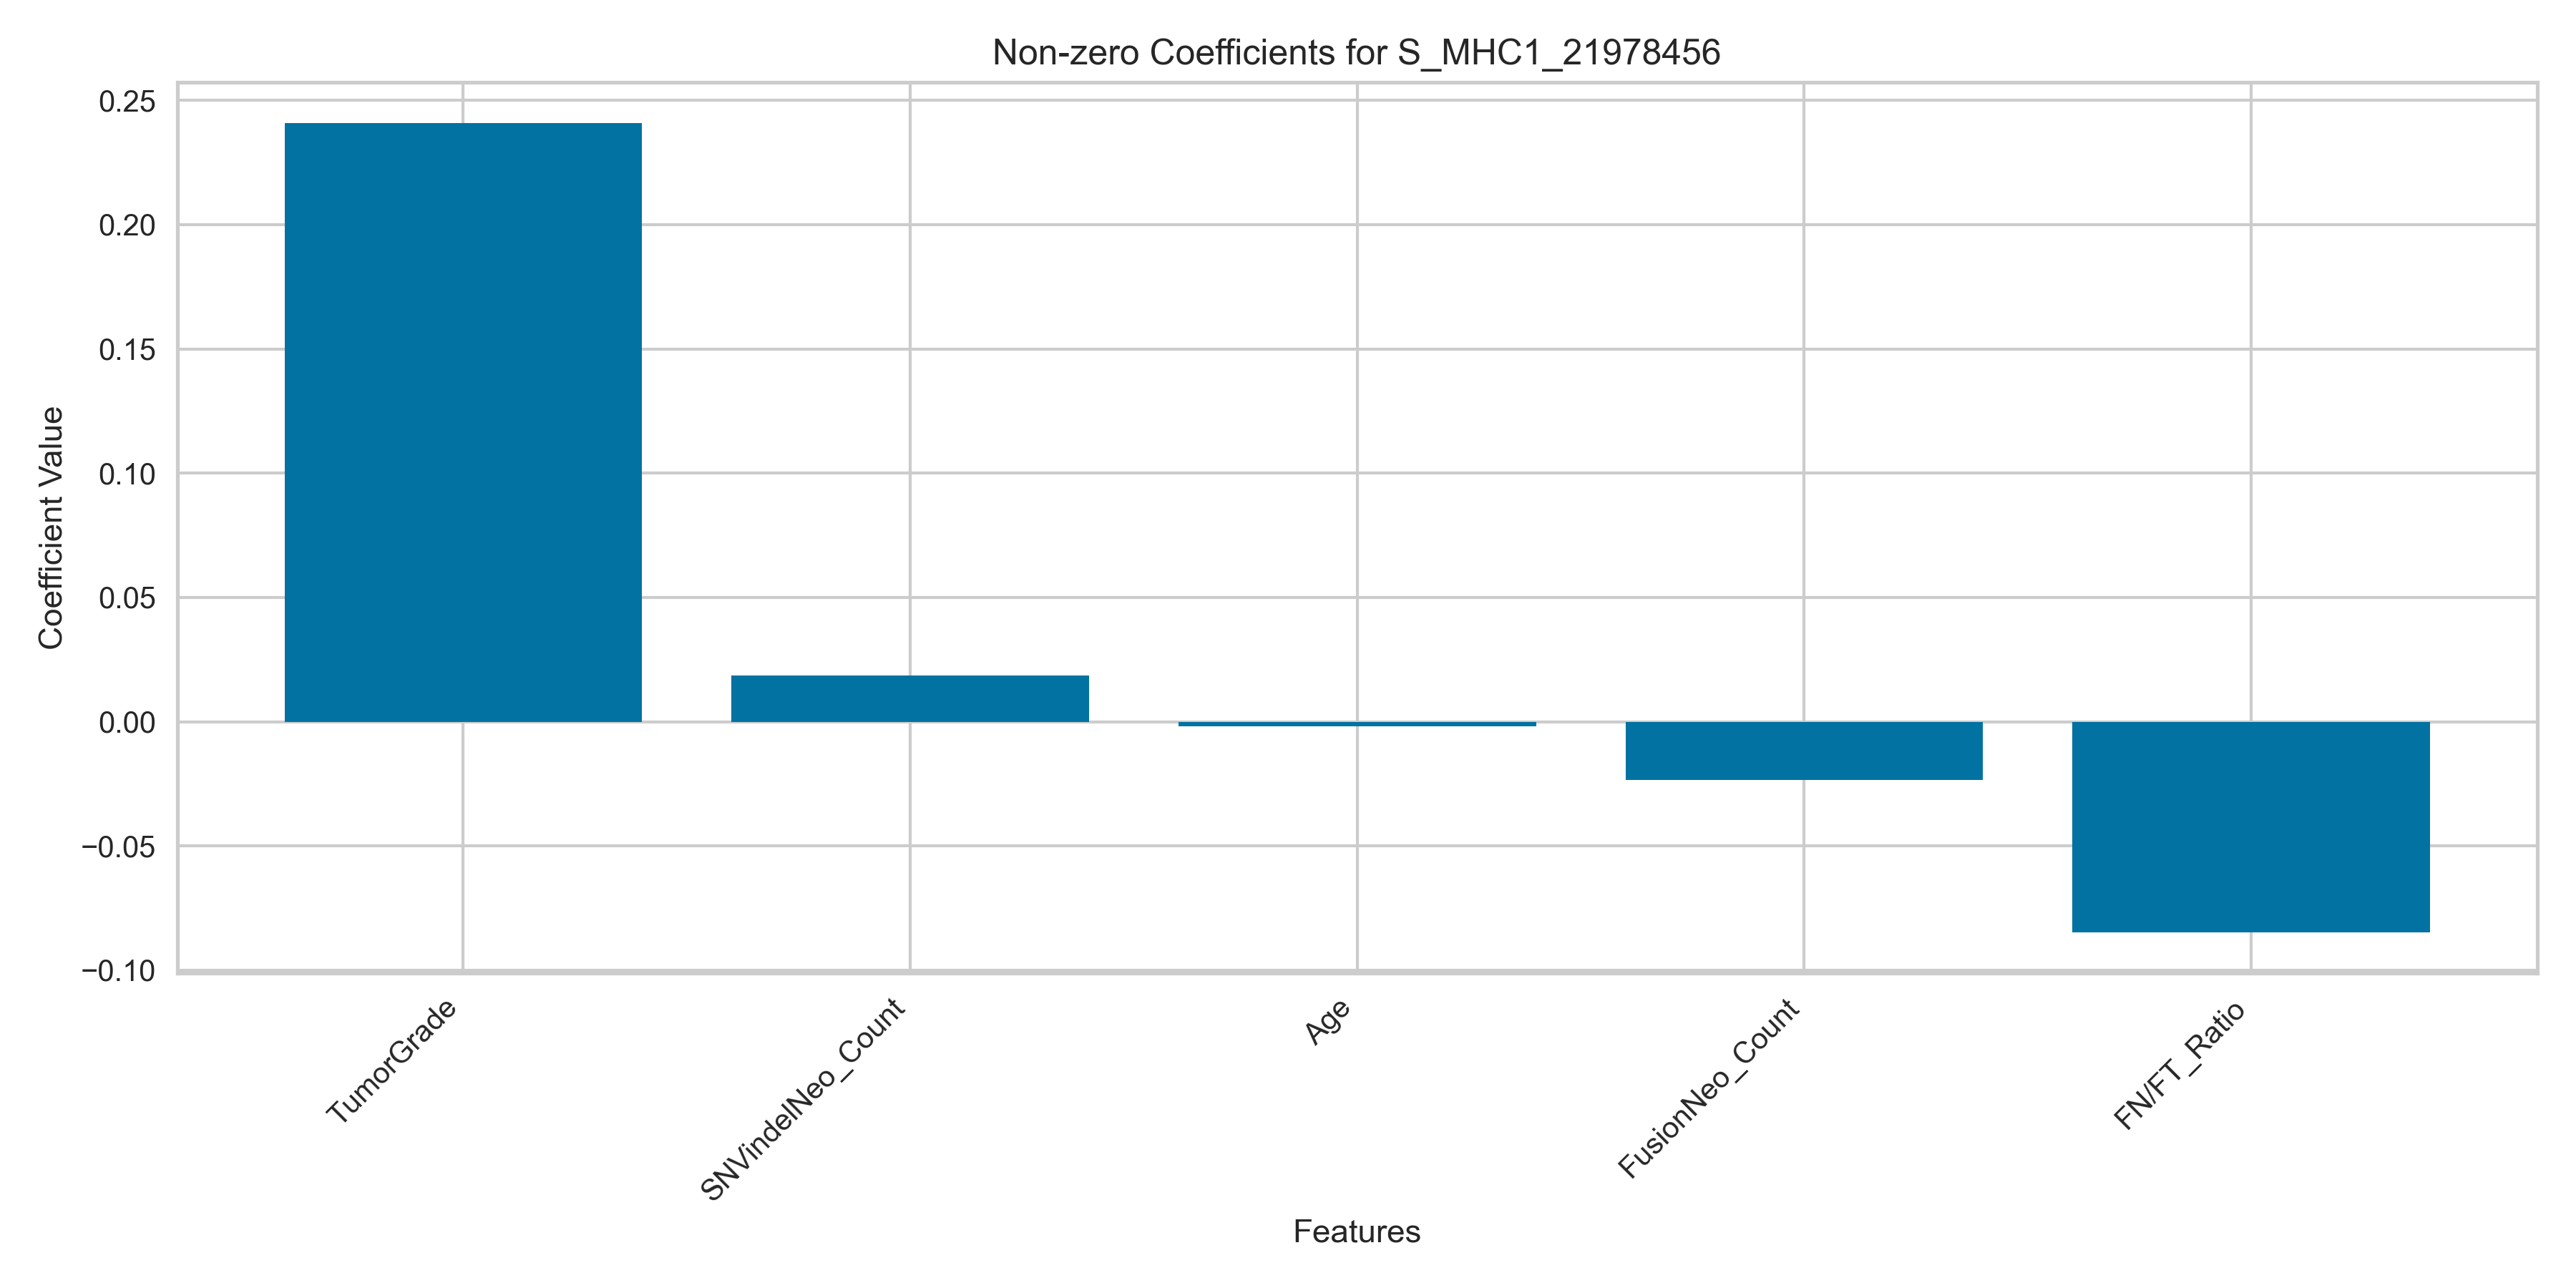 Non-zero Coefficients for S_MHC1_21978456
Coefficient Value
0.25
0.20
0.15
0.10
0.05
0.00
−0.05
−0.10
TumorGrade
SNVindelNeo_Count
Age
FusionNeo_Count
FN/FT_Ratio
Features